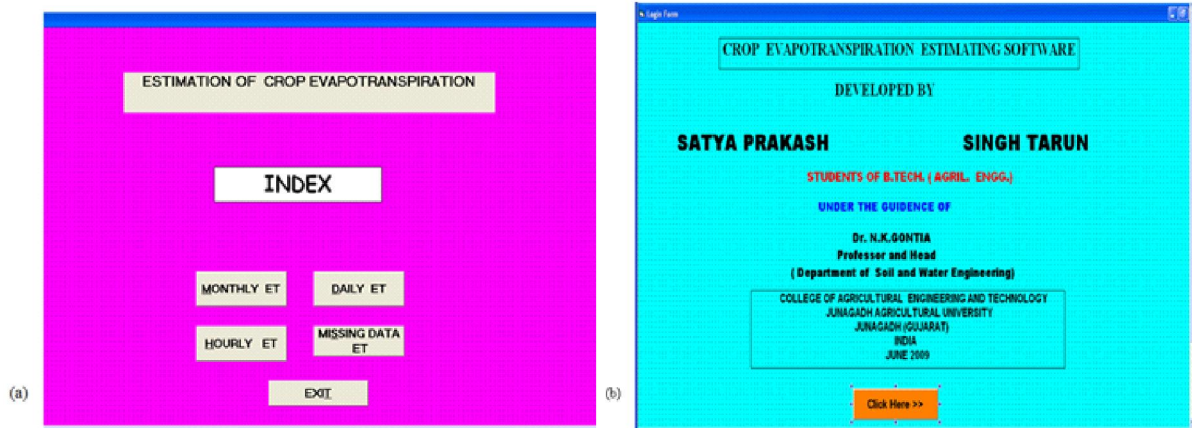 ESTIMATION OF CROP EVAPOTRANSPIRATION
INDEX
MONTHLY ET
DAILY ET
HOURLY ET
MISSING DATA
ET
EXIT
(a)
Login Form
CROP EVAPOTRANSPIRATION ESTIMATING SOFTWARE
DEVELOPED BY
SATYA PRAKASH SINGH TARUN
STUDENTS OF B.TECH. ( AGRIL. ENGG.)
UNDER THE GUIDENCE OF
Dr. N.K.GONTIA
Professor and Head
( Department of Soil and Water Engineering)
COLLEGE OF AGRICULTURAL ENGINEERING AND TECHNOLOGY
JUNAGADH AGRICULTURAL UNIVERSITY
JUNAGADH (GUJARAT)
INDIA
JUNE 2009
Click Here >>
(b)